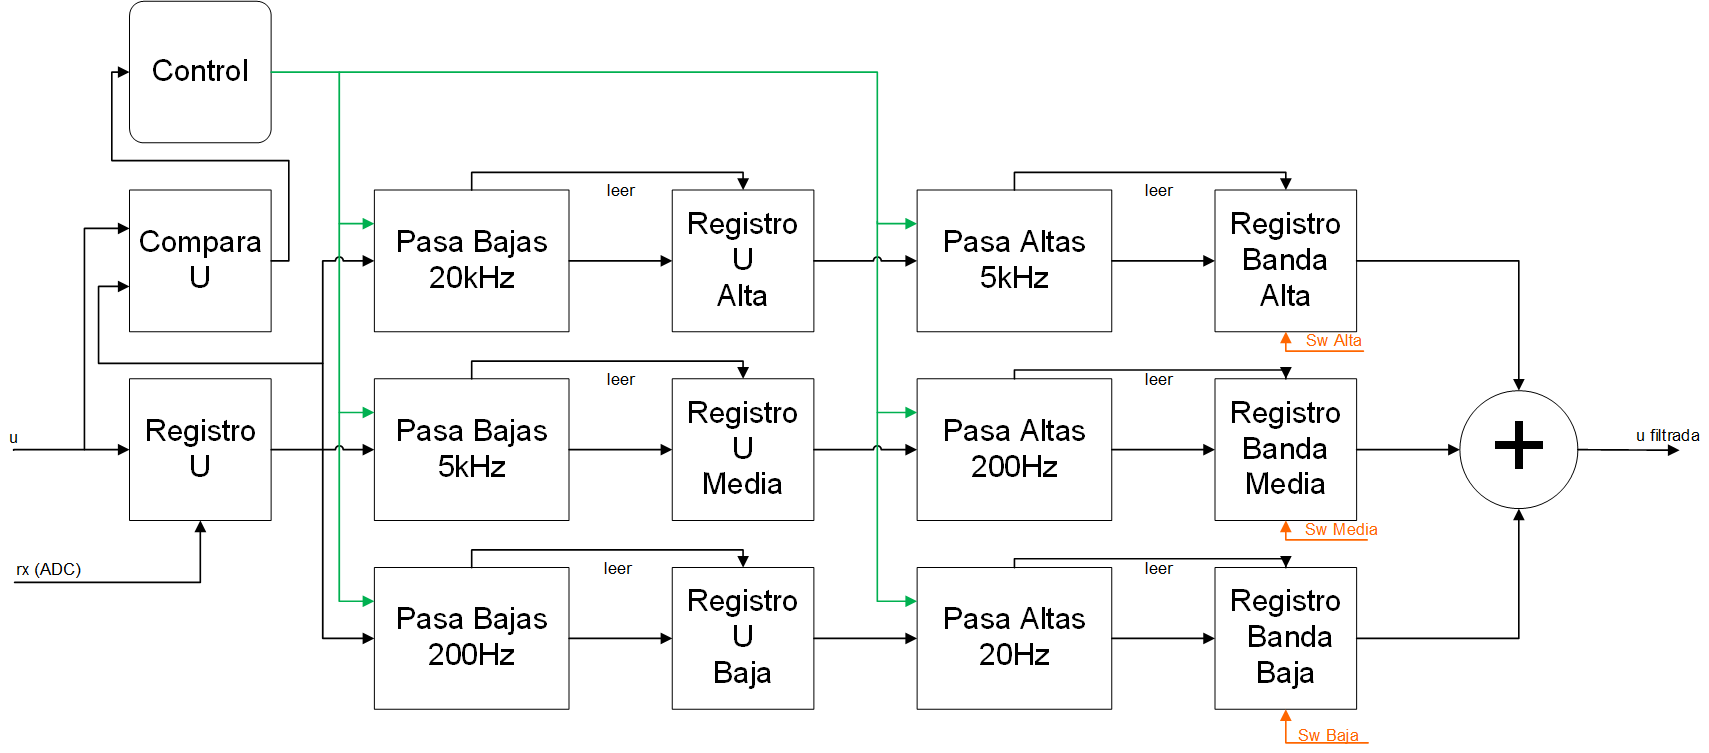 Control
leer
leer
Compara
U
Pasa Bajas
20kHz
Registro
U
Alta
Pasa Altas
5kHz
Registro
Banda
Alta
Sw Alta
leer
leer
u
Registro
U
Pasa Bajas
5kHz
Registro
U
Media
Pasa Altas
200Hz
Registro
Banda
Media
+
u filtrada
Sw Media
rx (ADC)
leer
leer
Pasa Bajas
200Hz
Registro
U
Baja
Pasa Altas
20Hz
Registro
Banda
Baja
Sw Baja